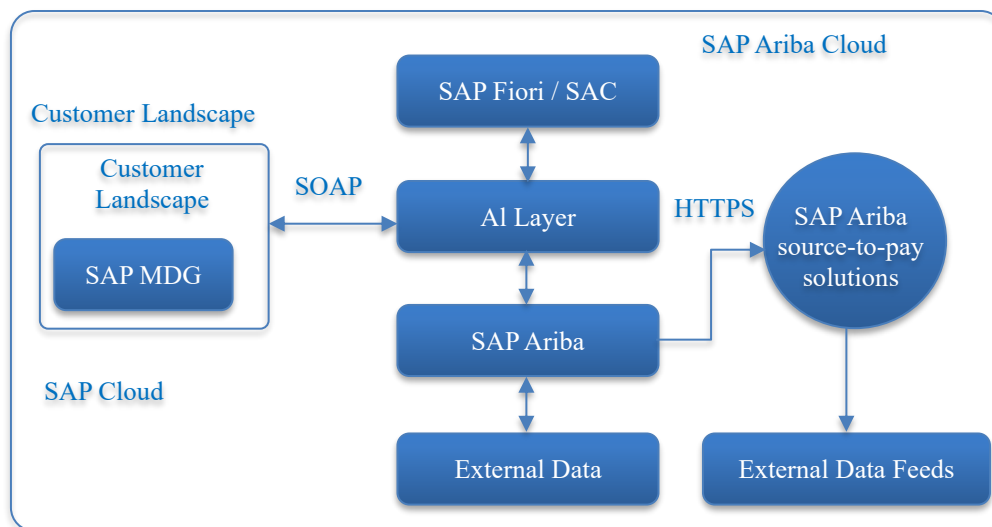 SAP Ariba Cloud
SAP Fiori / SAC
Customer Landscape
Customer
Landscape
SOAP
AI Layer
HTTPS
SAP Ariba
source-to-pay
solutions
SAP MDG
SAP Ariba
SAP Cloud
External Data
External Data Feeds